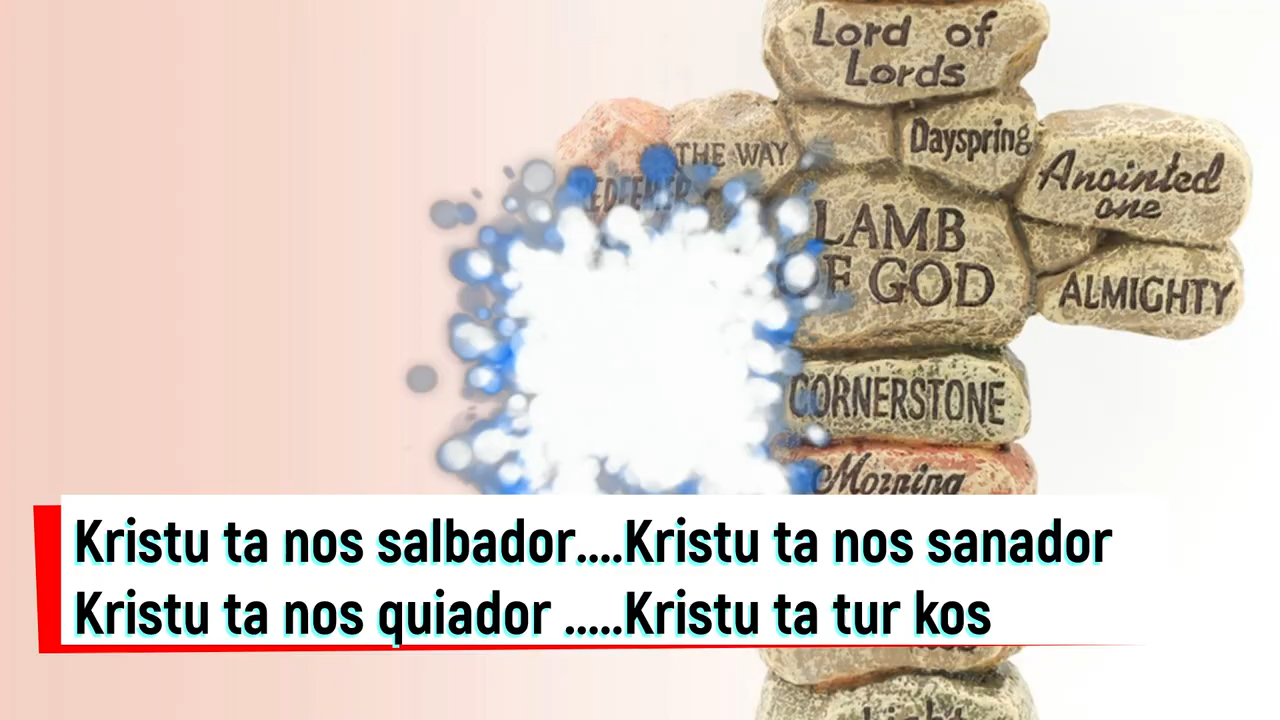 Lord of
Lords
THE WAY
Dayspring
REDEEMER
Anointed
one
LAMB
OF GOD
ALMIGHTY
CORNERSTONE
Morning
Kristu ta nos salbador....Kristu ta nos sanador
Kristu ta nos quiador .....Kristu ta tur kos